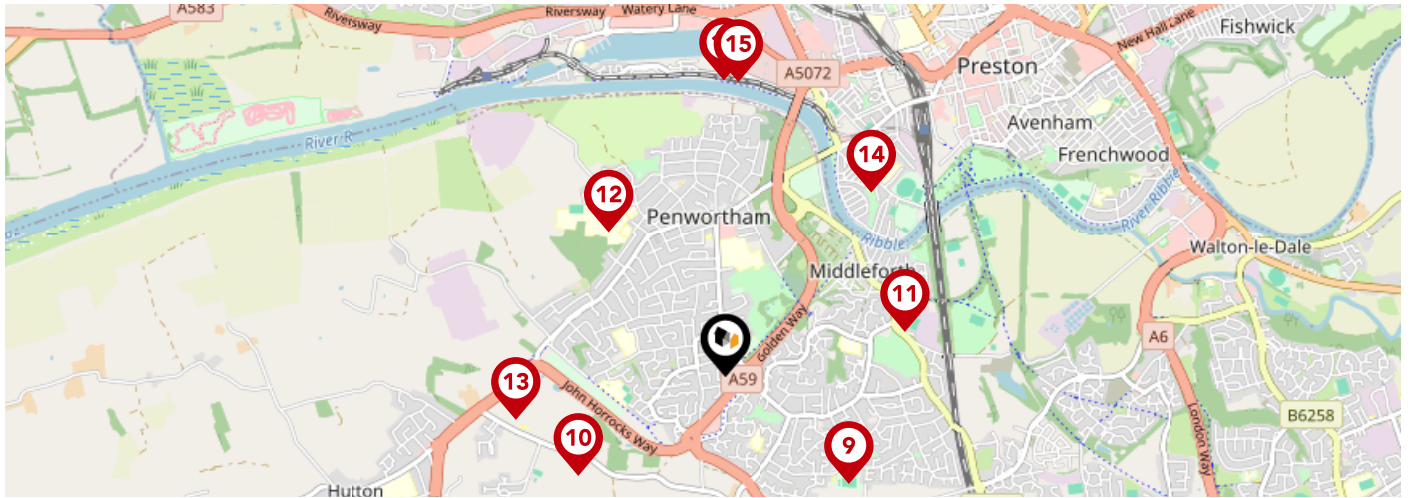 A583
Riversway
Riversway
Watery Lane
New Hall Lane
Fishwick
15
A5072
Preston
Avenham
River R
14
Frenchwood
12
Penwortham
River Ribble
Ribble
Walton-le-Dale
Middleforth
11
Golden Way
A6
13
A59
John Horrocks Way
London Way
B6258
10
9
Hutton